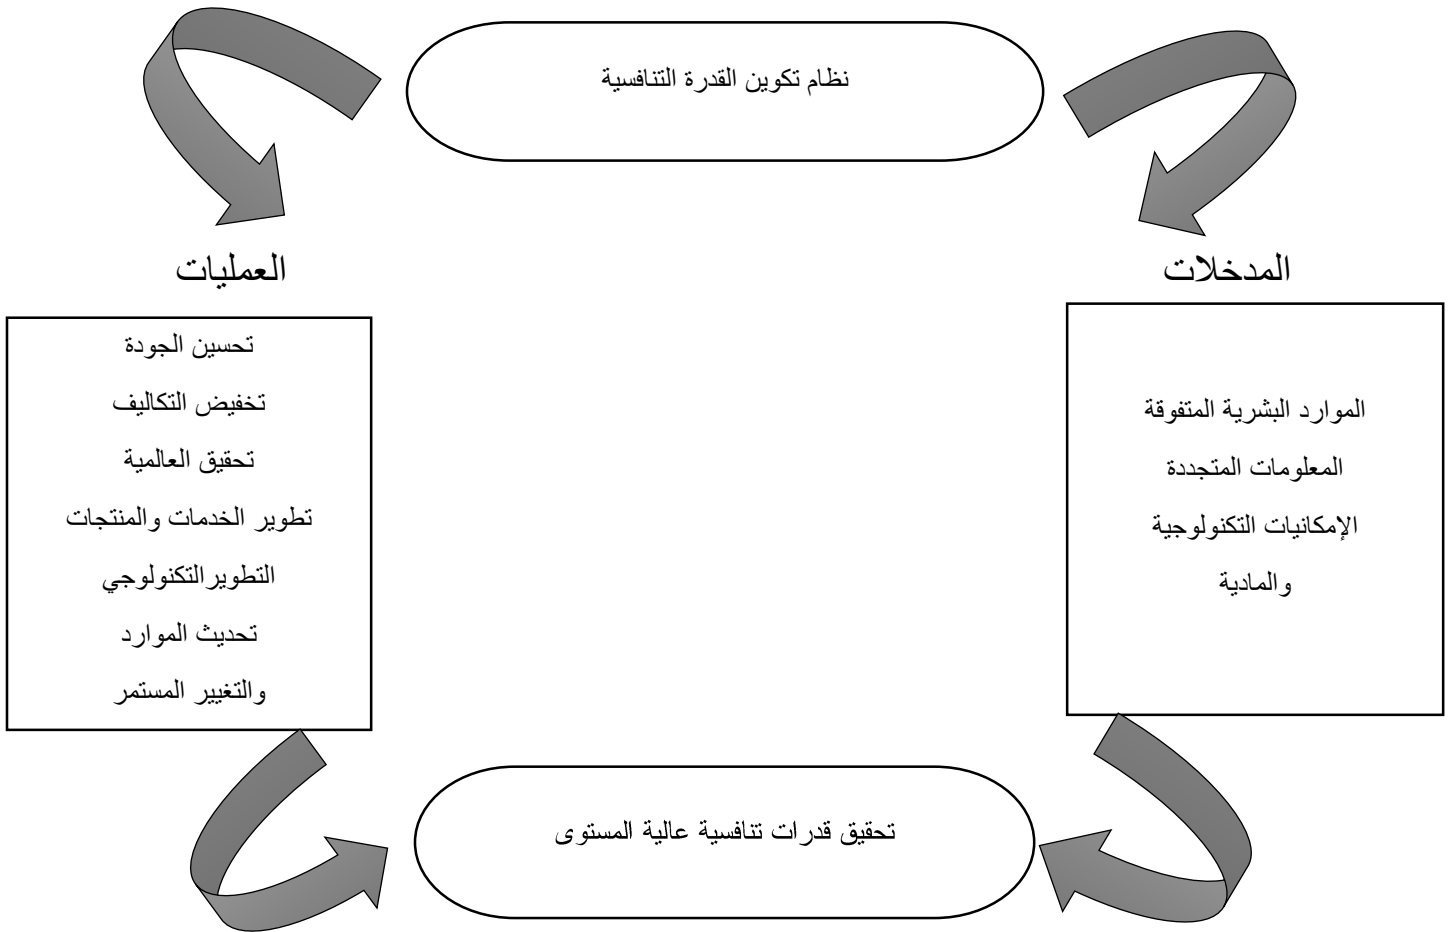 نظام تكوين القدرة التنافسية
المدخلات
الموارد البشرية المتفوقة
المعلومات المتجددة
الإمكانيات التكنولوجية
والمادية
العمليات
تحسين الجودة
تخفيض التكاليف
تحقيق العالمية
تطوير الخدمات والمنتجات
التطويرالتكنولوجي
تحديث الموارد
والتغيير المستمر
تحقيق قدرات تنافسية عالية المستوى